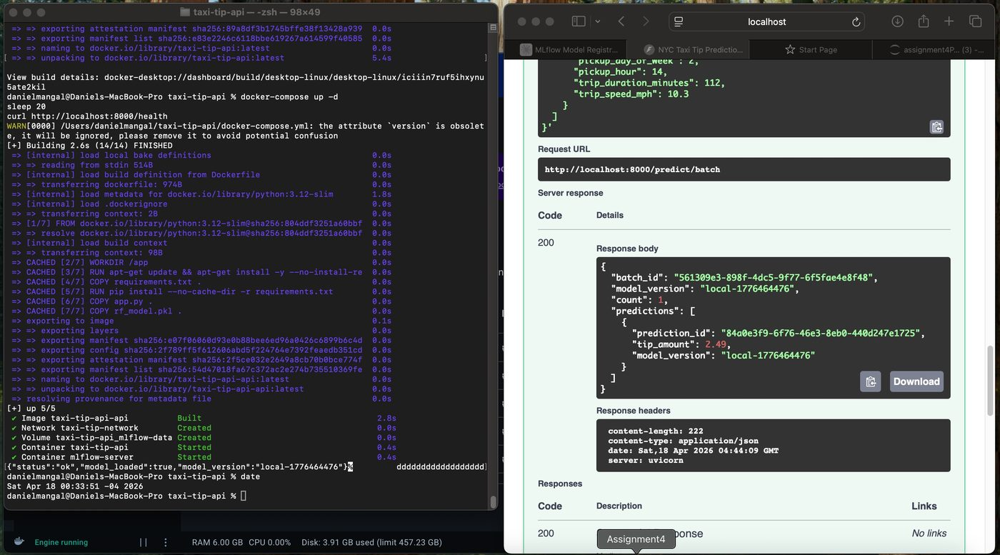 taxi-tip-api — -zsh — 98×49
=> => exporting attestation manifest sha256:89a8df3b1745bffe38f13428a939 0.0s
=> => exporting manifest list sha256:e83e2246c6118bbe619267a614599f40585 0.0s
=> => naming to docker.io/library/taxi-tip-api:latest 0.0s
[ => => unpacking to docker.io/library/taxi-tip-api:latest 5.4s ]
View build details: docker-desktop://dashboard/build/desktop-linux/desktop-linux/iciiin7ruf5ihxynu
5ate2kil
danielmangal@Daniels-MacBook-Pro taxi-tip-api % docker-compose up -d
sleep 20
curl http://localhost:8000/health
WARN[0000] /Users/danielmangal/taxi-tip-api/docker-compose.yml: the attribute `version` is obsolet
e, it will be ignored, please remove it to avoid potential confusion
[+] Building 2.6s (14/14) FINISHED
=> [internal] load local bake definitions 0.0s
=> => reading from stdin 514B 0.0s
=> [internal] load build definition from Dockerfile 0.0s
=> => transferring dockerfile: 974B 0.0s
=> [internal] load metadata for docker.io/library/python:3.12-slim 1.8s
=> [internal] load .dockerignore 0.0s
=> => transferring context: 2B 0.0s
=> [1/7] FROM docker.io/library/python:3.12-slim@sha256:804ddf3251a60bbf 0.0s
=> => resolve docker.io/library/python:3.12-slim@sha256:804ddf3251a60bbf 0.0s
=> [internal] load build context 0.0s
=> => transferring context: 98B 0.0s
=> CACHED [2/7] WORKDIR /app 0.0s
=> CACHED [3/7] RUN apt-get update && apt-get install -y --no-install-re 0.0s
=> CACHED [4/7] COPY requirements.txt . 0.0s
=> CACHED [5/7] RUN pip install --no-cache-dir -r requirements.txt 0.0s
=> CACHED [6/7] COPY app.py . 0.0s
=> CACHED [7/7] COPY rf_model.pkl . 0.0s
=> exporting to image 0.1s
=> => exporting layers 0.0s
=> => exporting manifest sha256:e07f06060d93e0b88bee6ed96a0426c6899b6c4d 0.0s
=> => exporting config sha256:2f789ff5f612606abd5f224764e7392feaedb351cd 0.0s
=> => exporting attestation manifest sha256:2f5ce032e2649a8cb70b0bce774f 0.0s
=> => exporting manifest list sha256:54d47018fa67c372ac2e274b735510369fe 0.0s
=> => naming to docker.io/library/taxi-tip-api-api:latest 0.0s
=> => unpacking to docker.io/library/taxi-tip-api-api:latest 0.0s
=> resolving provenance for metadata file 0.0s
[+] up 5/5
✔ Image taxi-tip-api-api Built 2.8s
✔ Network taxi-tip-network Created 0.0s
✔ Volume taxi-tip-api_mlflow-data Created 0.0s
✔ Container taxi-tip-api Started 0.4s
✔ Container mlflow-server Started 0.4s
[{"status":"ok","model_loaded":true,"model_version":"local-1776464476"}% dddddddddddddddddd]
danielmangal@Daniels-MacBook-Pro taxi-tip-api % date
Sat Apr 18 00:33:51 -04 2026
danielmangal@Daniels-MacBook-Pro taxi-tip-api %
Engine running
RAM 6.00 GB CPU 0.00% Disk: 3.91 GB used (limit 457.23 GB)
localhost
MLflow Model Registr...
NYC Taxi Tip Predictio...
Start Page
assignment4P... (3) -...
"pickup_day_of_week": 2,
"pickup_hour": 14,
"trip_duration_minutes": 112,
"trip_speed_mph": 10.3
}
]
}'
Request URL
http://localhost:8000/predict/batch
Server response
Code Details
200
Response body
{
"batch_id": "561309e3-898f-4dc5-9f77-6f5fae4e8f48",
"model_version": "local-1776464476",
"count": 1,
"predictions": [
{
"prediction_id": "84a0e3f9-6f76-46e3-8eb0-440d247e1725",
"tip_amount": 2.49,
"model_version": "local-1776464476"
}
]
}
Download
Response headers
content-length: 222
content-type: application/json
date: Sat,18 Apr 2026 04:44:09 GMT
server: uvicorn
Responses
Code Description Links
200 No links
Assignment4